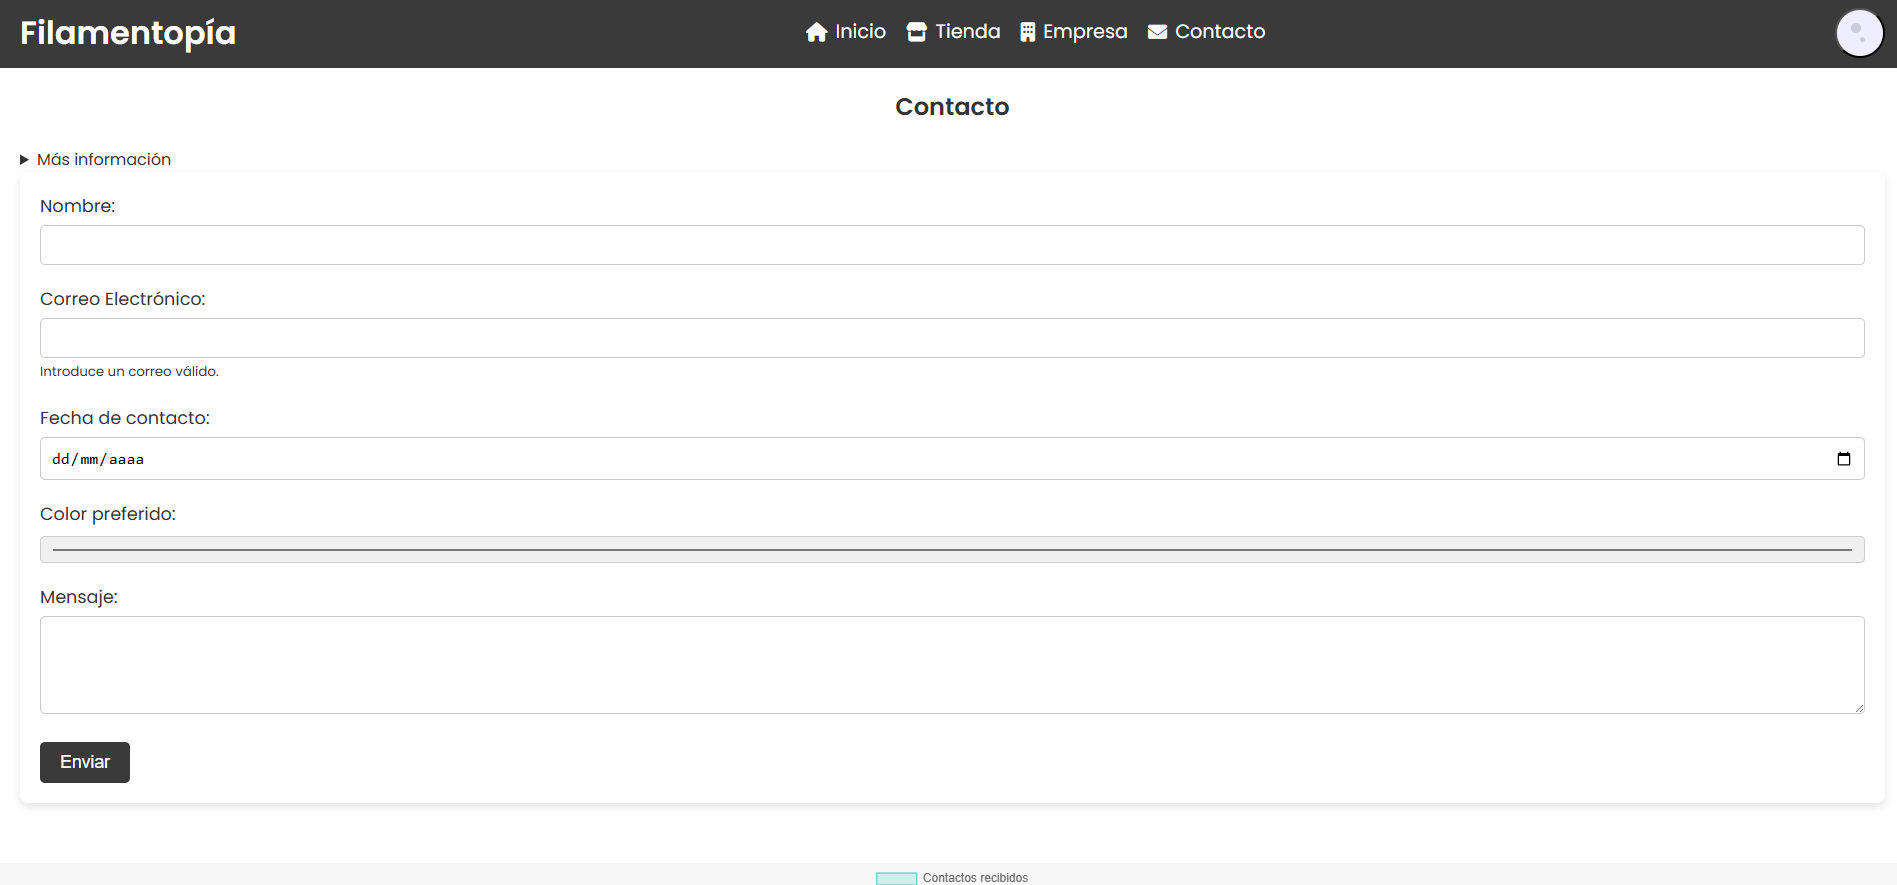 Filamentopía
Inicio Tienda Empresa Contacto
Contacto
Más información
Nombre:
Correo Electrónico:
Introduce un correo válido.
Fecha de contacto:
dd/mm/aaaa
Color preferido:
Mensaje:
Enviar
Contactos recibidos